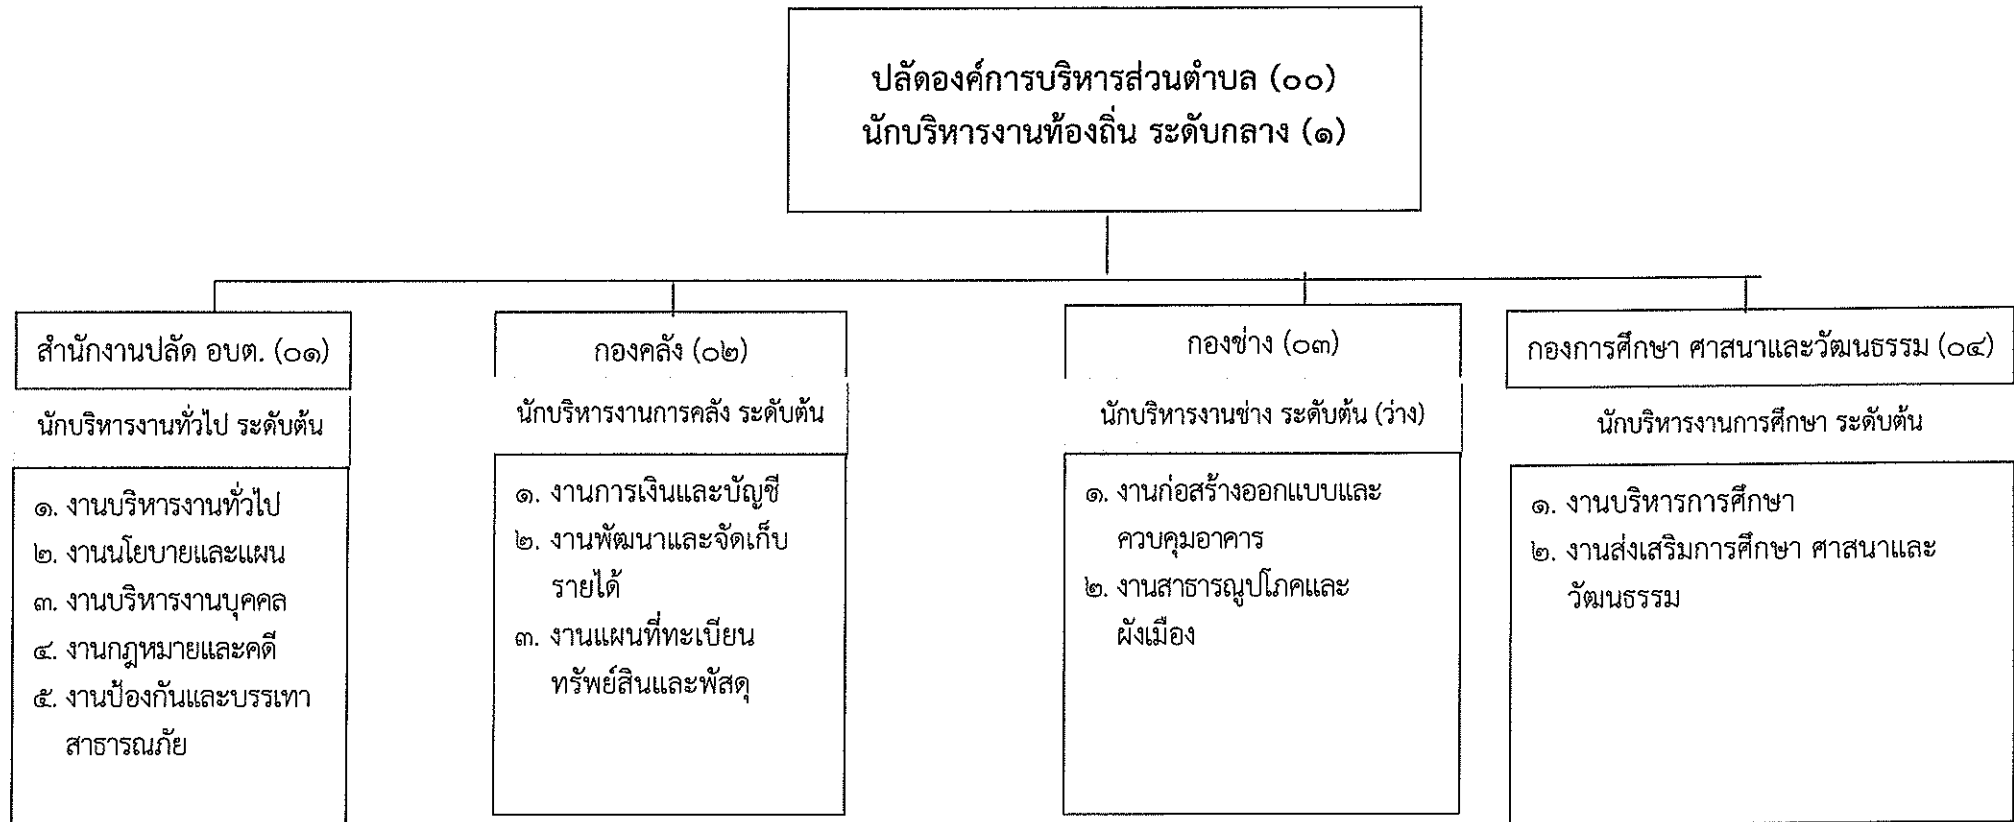 ปลัดองค์การบริหารส่วนตำบล (๐๐)
นักบริหารงานท้องถิ่น ระดับกลาง (๑)
สำนักงานปลัด อบต. (๐๑)
นักบริหารงานทั่วไป ระดับต้น
๑. งานบริหารงานทั่วไป
๒. งานนโยบายและแผน
๓. งานบริหารงานบุคคล
๔. งานกฎหมายและคดี
๕. งานป้องกันและบรรเทา
สาธารณภัย
กองคลัง (๐๒)
นักบริหารงานการคลัง ระดับต้น
๑. งานการเงินและบัญชี
๒. งานพัฒนาและจัดเก็บ
รายได้
๓. งานแผนที่ทะเบียน
ทรัพย์สินและพัสดุ
กองช่าง (๐๓)
นักบริหารงานช่าง ระดับต้น (ว่าง)
๑. งานก่อสร้างออกแบบและ
ควบคุมอาคาร
๒. งานสาธารณูปโภคและ
ผังเมือง
กองการศึกษา ศาสนาและวัฒนธรรม (๐๔)
นักบริหารงานการศึกษา ระดับต้น
๑. งานบริหารการศึกษา
๒. งานส่งเสริมการศึกษา ศาสนาและ
วัฒนธรรม